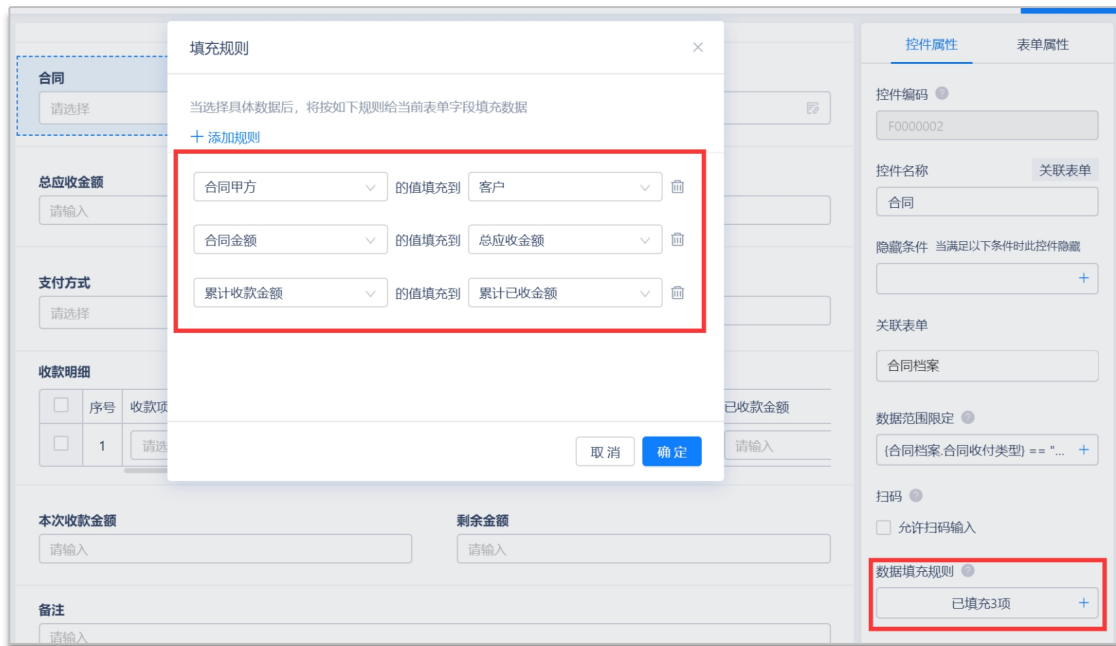 填充规则
当选择具体数据后，将按如下规则给当前表单字段填充数据
添加规则
合同甲方 的值填充到 客户
合同金额 的值填充到 总应收金额
累计收款金额 的值填充到 累计已收金额
取消 确定
合同
请选择
总应收金额
请输入
支付方式
请选择
收款明细
序号 收款项 已收款金额
1 请选 请输入
本次收款金额 剩余金额
请输入 请输入
备注
请输入
控件属性 表单属性
控件编码
F0000002
控件名称 关联表单
合同
隐藏条件 当满足以下条件时此控件隐藏
关联表单
合同档案
数据范围限定
{合同档案.合同收付类型} == "...
扫码
允许扫码输入
数据填充规则
已填充3项